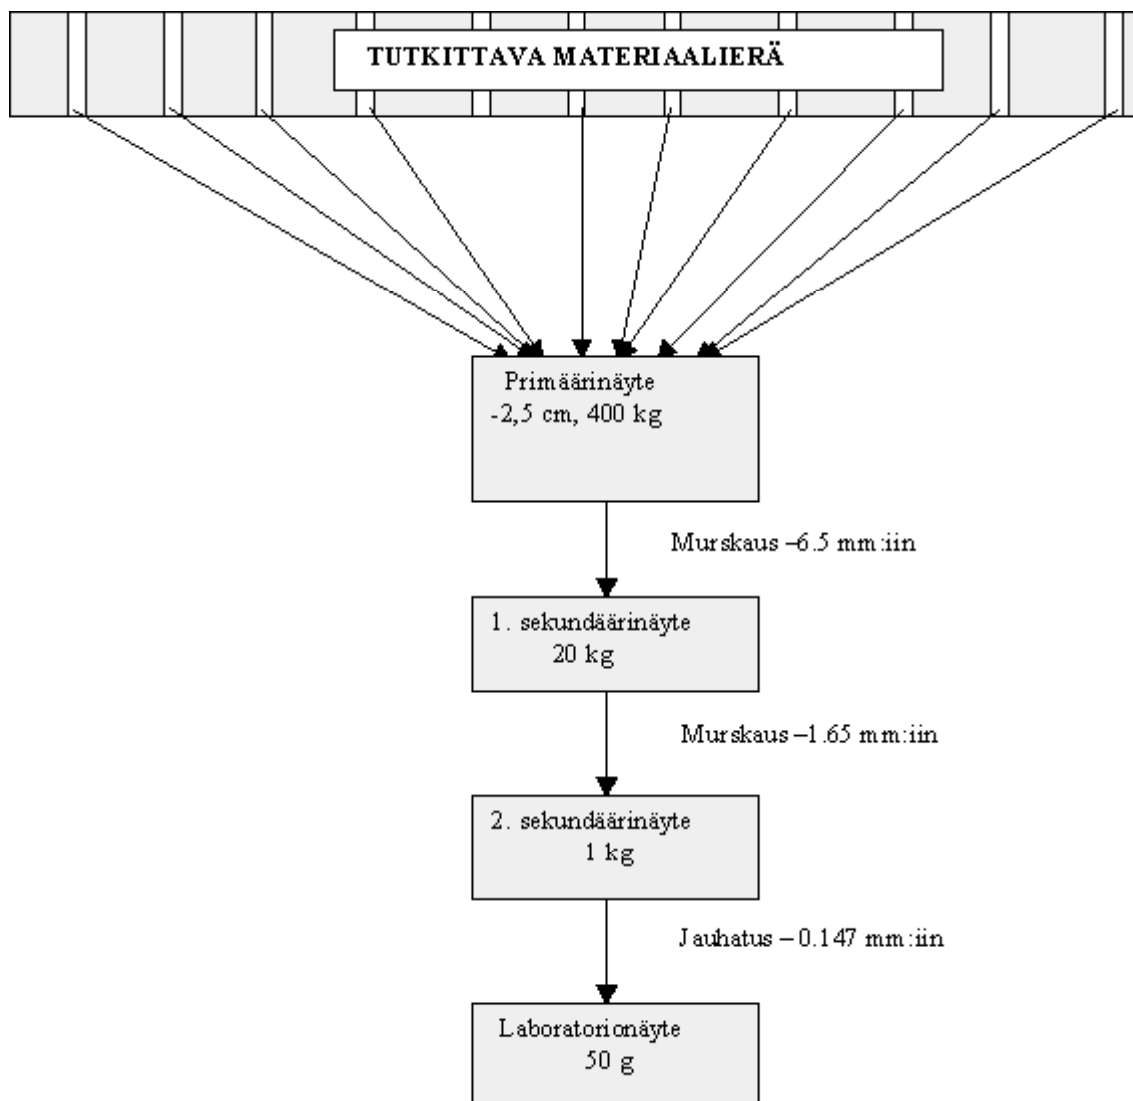 TUTKITTAVA MATERIAALIERÄ
Primäärinäyte
-2,5 cm, 400 kg
Murskaus –6.5 mm:iin
1. sekundäärinäyte
20 kg
Murskaus –1.65 mm:iin
2. sekundäärinäyte
1 kg
Jauhatus – 0.147 mm:iin
Laboratorionäyte
50 g